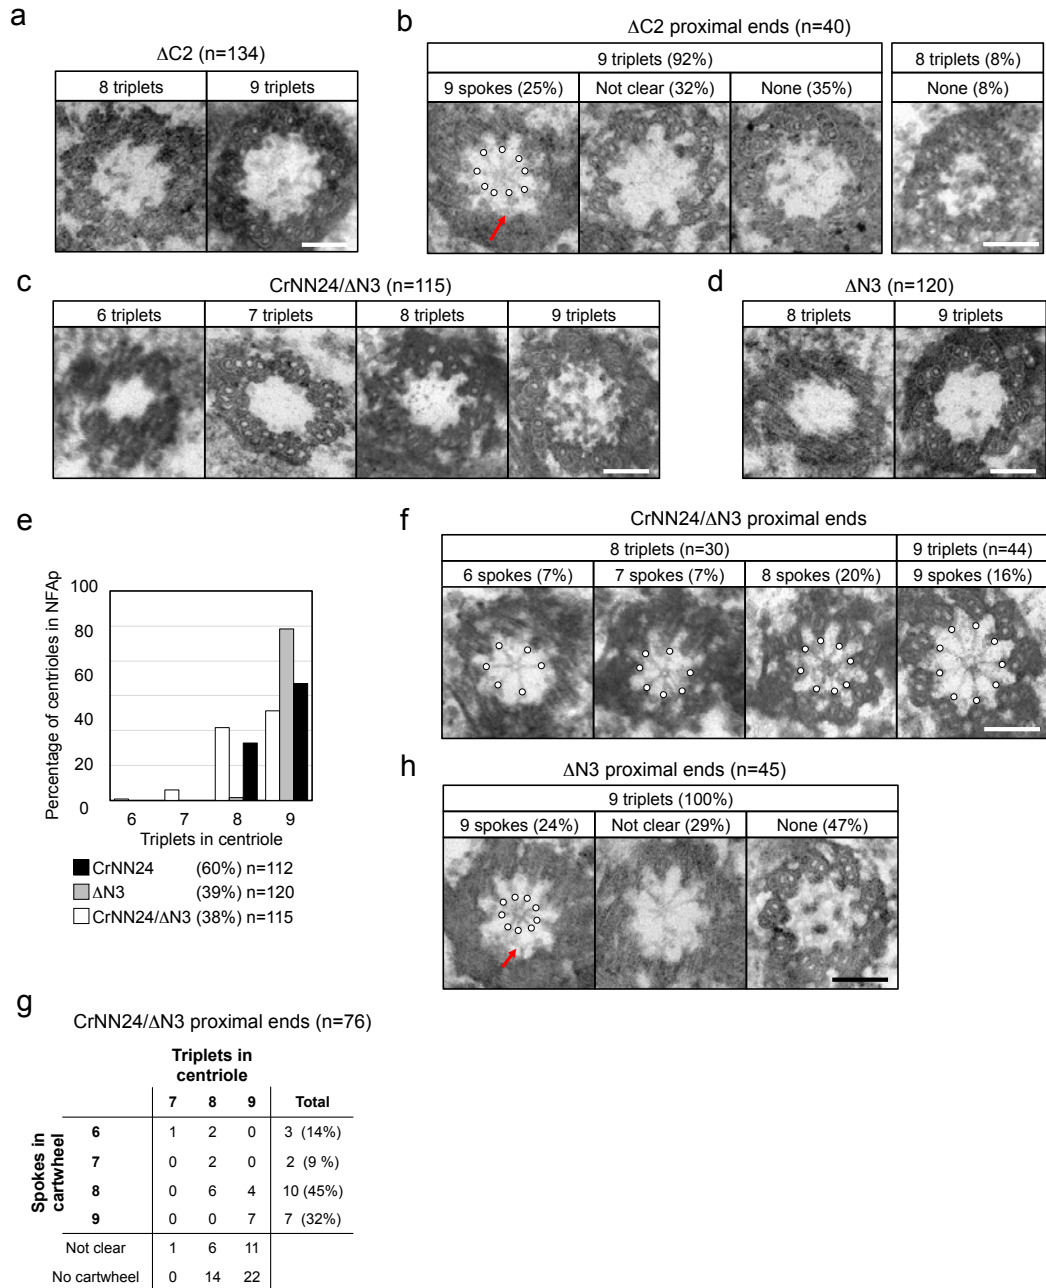 a
ΔC2 (n=134)
8 triplets
9 triplets
b
ΔC2 proximal ends (n=40)
9 triplets (92%)
8 triplets (8%)
9 spokes (25%)
Not clear (32%)
None (35%)
None (8%)
c
CrNN24/ΔN3 (n=115)
6 triplets
7 triplets
8 triplets
9 triplets
d
ΔN3 (n=120)
8 triplets
9 triplets
e
Percentage of centrioles in NFAp
100
80
60
40
20
0
6 7 8 9
Triplets in centriole
CrNN24 (60%) n=112
ΔN3 (39%) n=120
CrNN24/ΔN3 (38%) n=115
f
CrNN24/ΔN3 proximal ends
8 triplets (n=30)
9 triplets (n=44)
6 spokes (7%)
7 spokes (7%)
8 spokes (20%)
9 spokes (16%)
h
ΔN3 proximal ends (n=45)
9 triplets (100%)
9 spokes (24%)
Not clear (29%)
None (47%)
g
CrNN24/ΔN3 proximal ends (n=76)
Triplets in
centriole
7 8 9 Total
Spokes in
cartwheel
6 1 2 0 3 (14%)
7 0 2 0 2 (9 %)
8 0 6 4 10 (45%)
9 0 0 7 7 (32%)
Not clear 1 6 11
No cartwheel 0 14 22